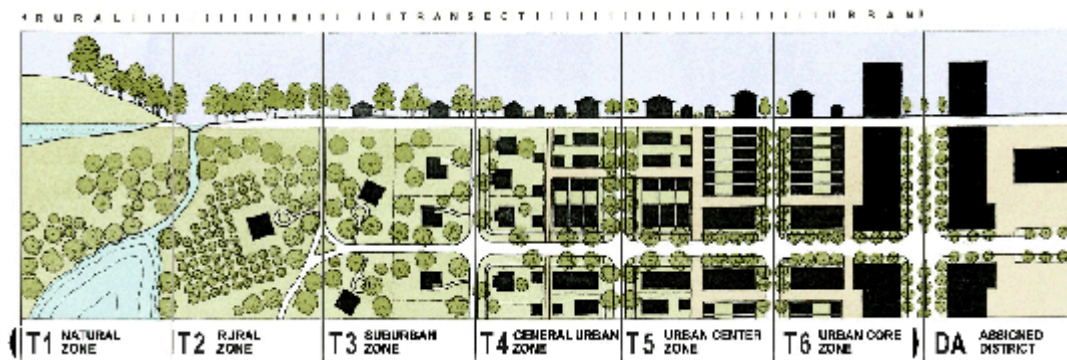 RURAL TRANSECT URBAN
T1 NATURAL ZONE
T2 RURAL ZONE
T3 SUBURBAN ZONE
T4 GENERAL URBAN ZONE
T5 URBAN CENTER ZONE
T6 URBAN CORE ZONE
DA ASSIGNED DISTRICT